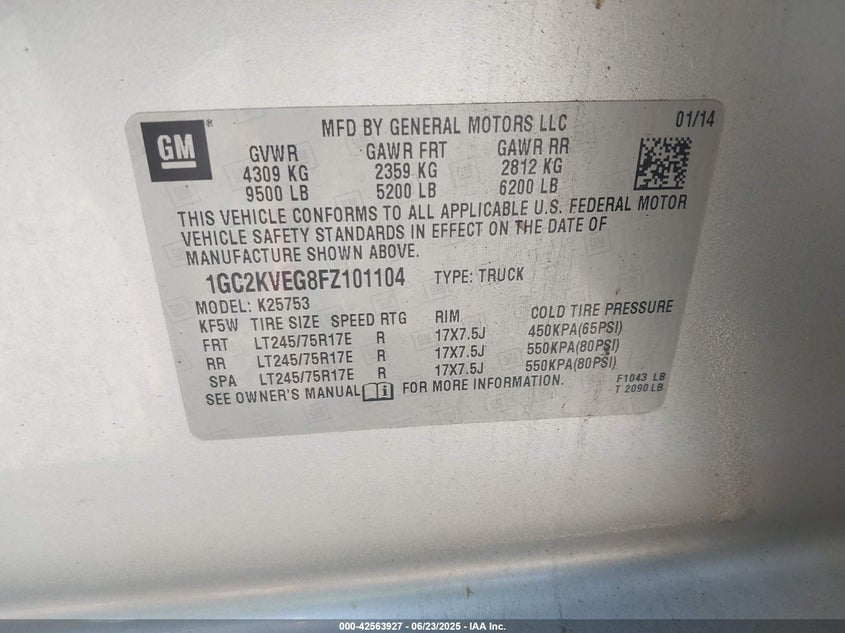 GM®
MFD BY GENERAL MOTORS LLC 01/14
GVWR GAWR FRT GAWR RR
4309 KG 2359 KG 2812 KG
9500 LB 5200 LB 6200 LB
THIS VEHICLE CONFORMS TO ALL APPLICABLE U.S. FEDERAL MOTOR
VEHICLE SAFETY STANDARDS IN EFFECT ON THE DATE OF
MANUFACTURE SHOWN ABOVE.
1GC2KVEG8FZ101104 TYPE: TRUCK
MODEL: K25753
KF5W TIRE SIZE SPEED RTG RIM COLD TIRE PRESSURE
FRT LT245/75R17E R 17X7.5J 450KPA(65PSI)
RR LT245/75R17E R 17X7.5J 550KPA(80PSI)
SPA LT245/75R17E R 17X7.5J 550KPA(80PSI)
SEE OWNER'S MANUAL FOR MORE INFORMATION.
F1043 LB
T 2090 LB
000-42563927 - 06/23/2025 - IAA Inc.